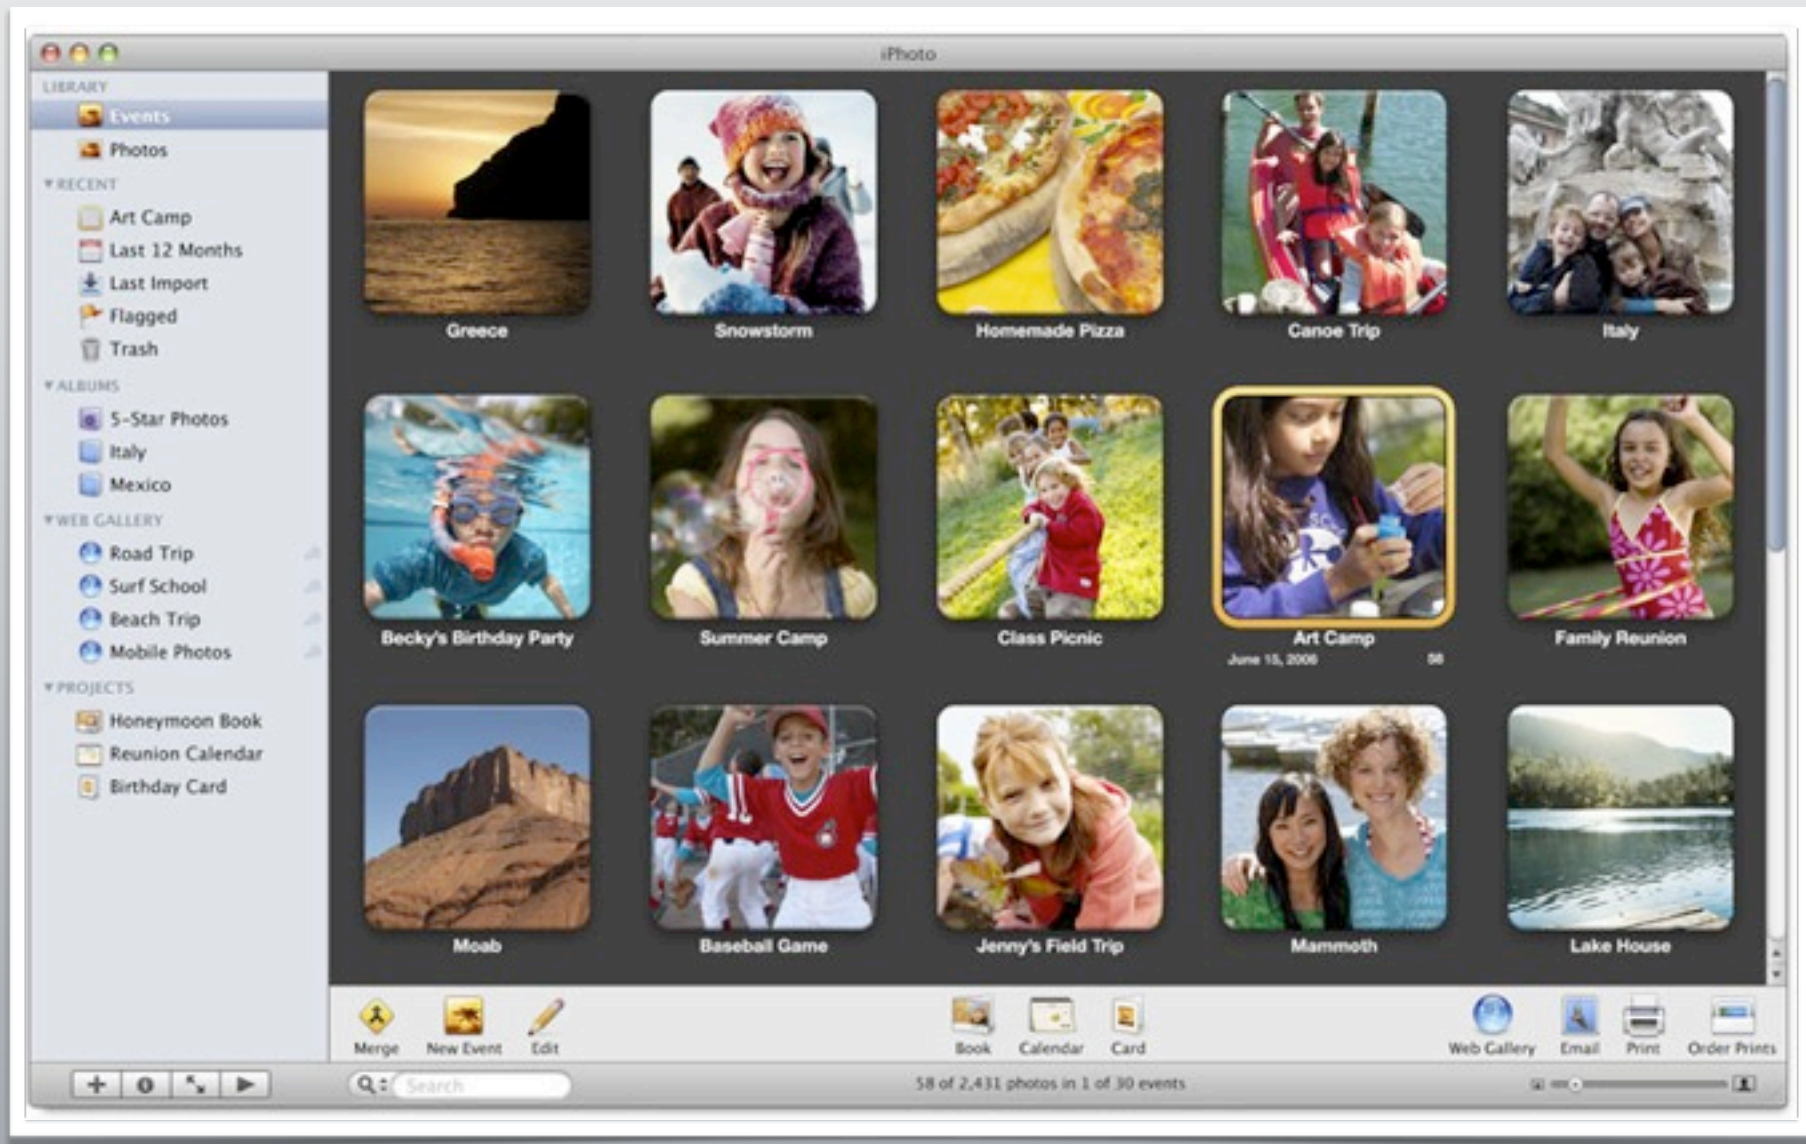 iPhoto
LIBRARY
Events
Photos
RECENT
Art Camp
Last 12 Months
Last Import
Flagged
Trash
ALBUMS
5-Star Photos
Italy
Mexico
WEB GALLERY
Road Trip
Surf School
Beach Trip
Mobile Photos
PROJECTS
Honeymoon Book
Reunion Calendar
Birthday Card
Greece
Snowstorm
Homemade Pizza
Canoe Trip
Italy
Becky's Birthday Party
Summer Camp
Class Picnic
Art Camp
June 15, 2006
58
Family Reunion
Moab
Baseball Game
Jenny's Field Trip
Mammoth
Lake House
Merge
New Event
Edit
Book
Calendar
Card
Web Gallery
Email
Print
Order Prints
Search
58 of 2,431 photos in 1 of 30 events